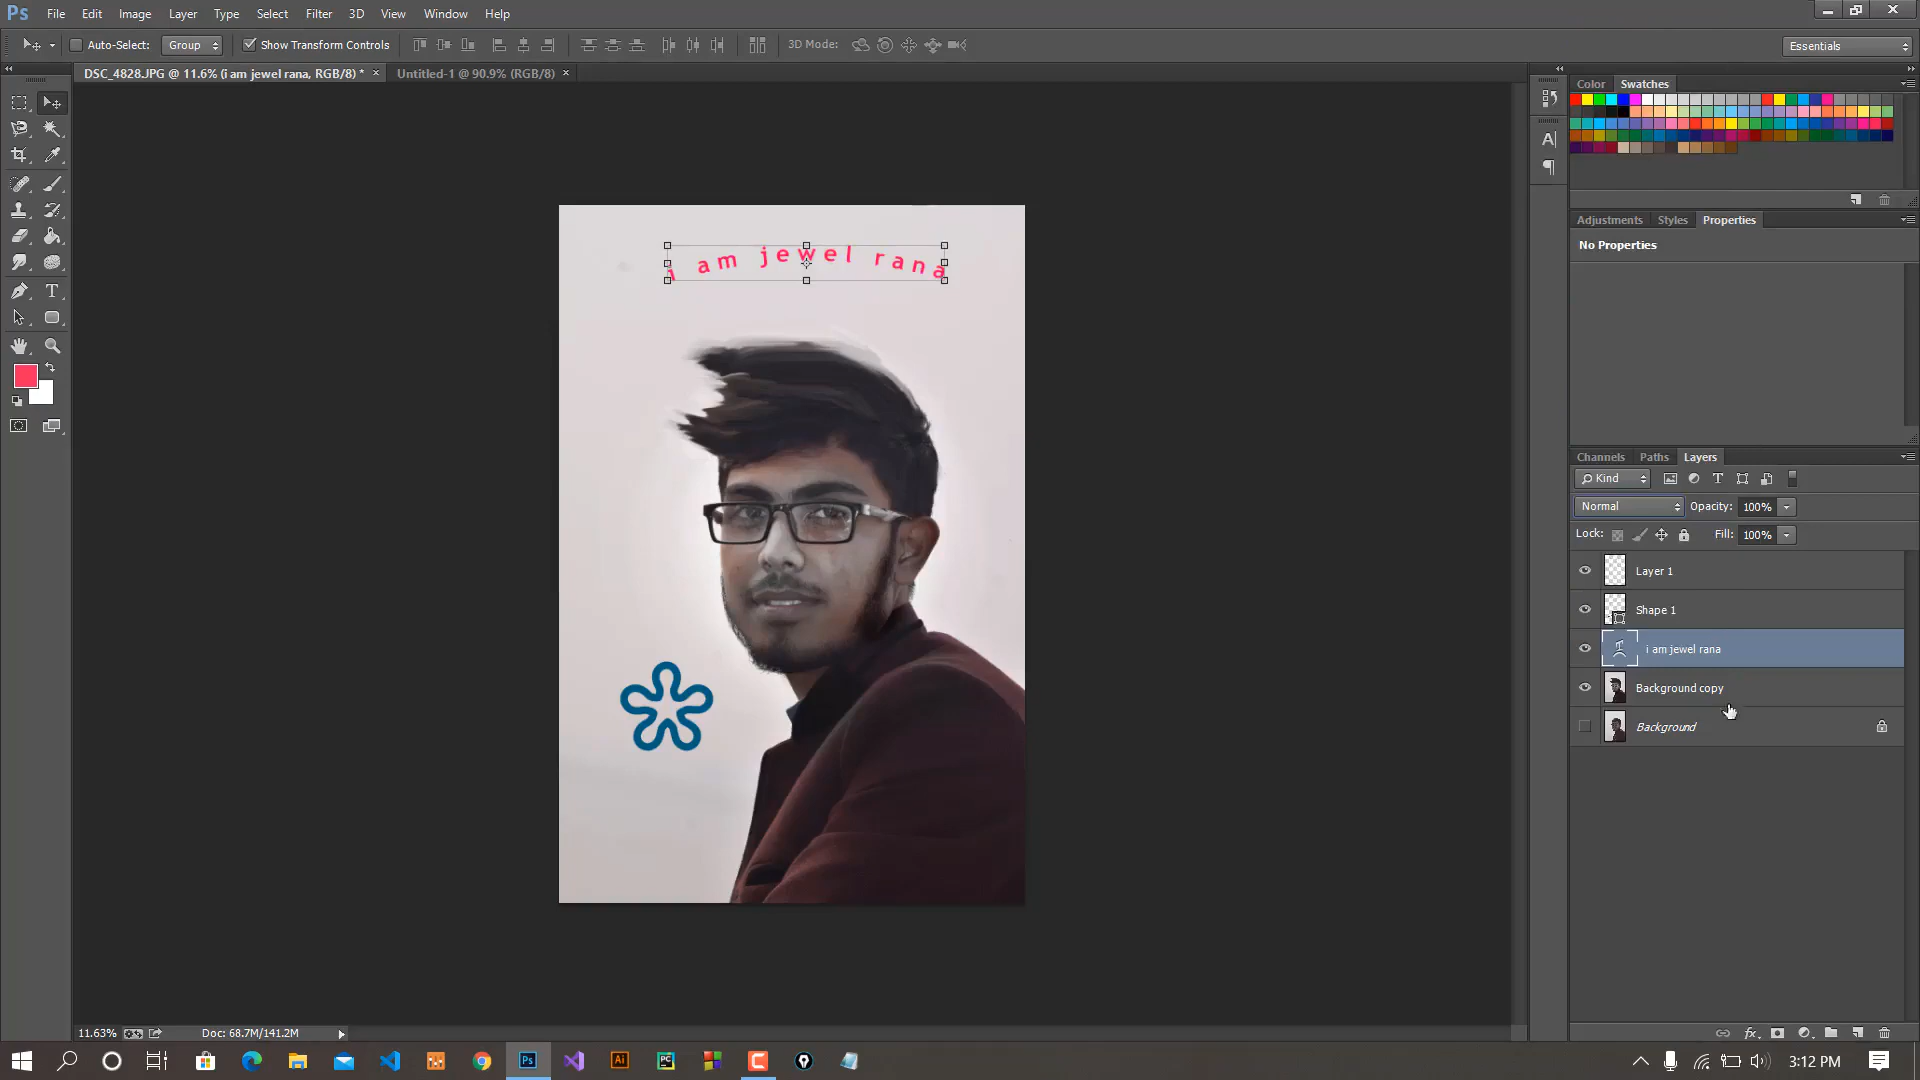 Ps File Edit Image Layer Type Select Filter 3D View Window Help
Auto-Select: Group Show Transform Controls 3D Mode: Essentials
DSC_4828.JPG @ 11.6% (i am jewel rana, RGB/8) * × Untitled-1 @ 90.9% (RGB/8) ×
Color Swatches
Adjustments Styles Properties
No Properties
i am jewel rana
Channels Paths Layers
Kind
Normal Opacity: 100%
Lock: Fill: 100%
Layer 1
Shape 1
i am jewel rana
Background copy
Background
11.63% Doc: 68.7M/141.2M
3:12 PM